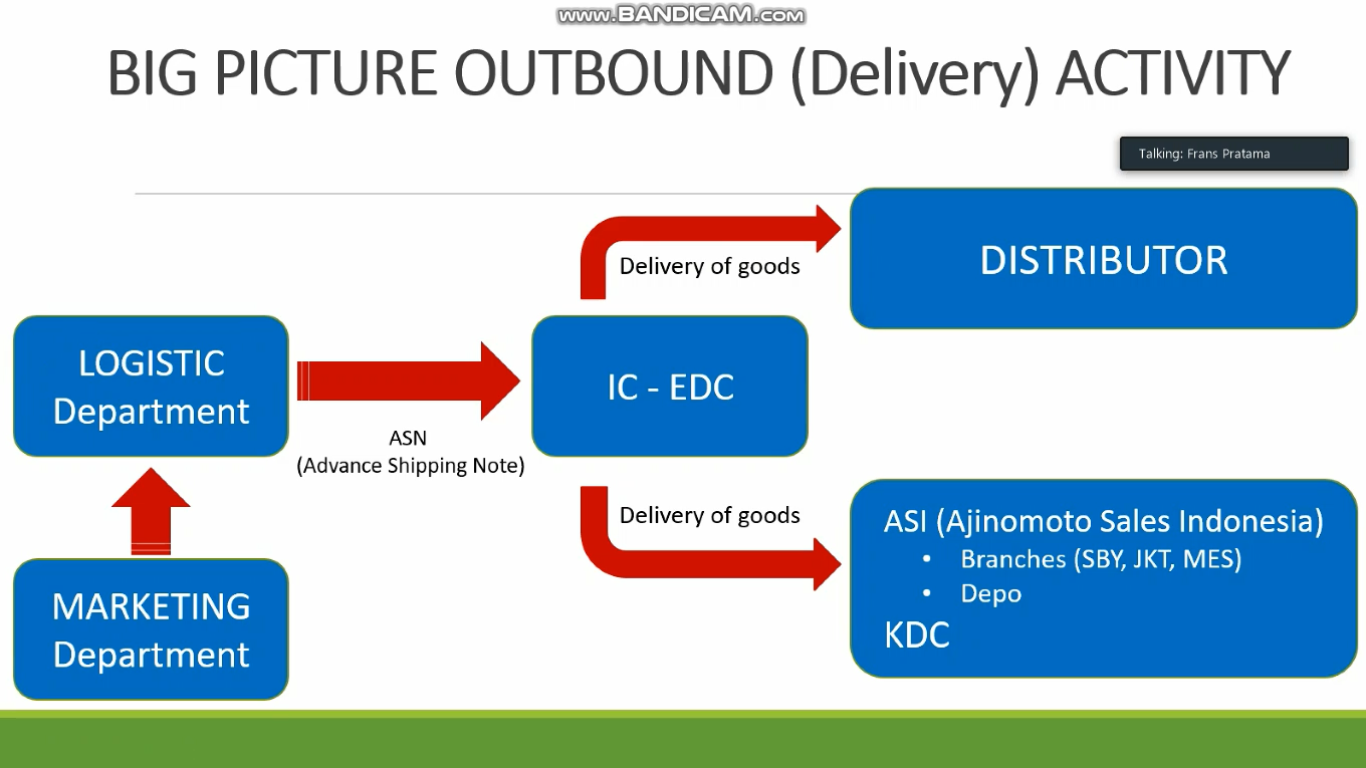 www.BANDICAM.com
BIG PICTURE OUTBOUND (Delivery) ACTIVITY
Talking: Frans Pratama
DISTRIBUTOR
Delivery of goods
LOGISTIC
Department
IC - EDC
ASN
(Advance Shipping Note)
Delivery of goods
ASI (Ajinomoto Sales Indonesia)
• Branches (SBY, JKT, MES)
• Depo
KDC
MARKETING
Department